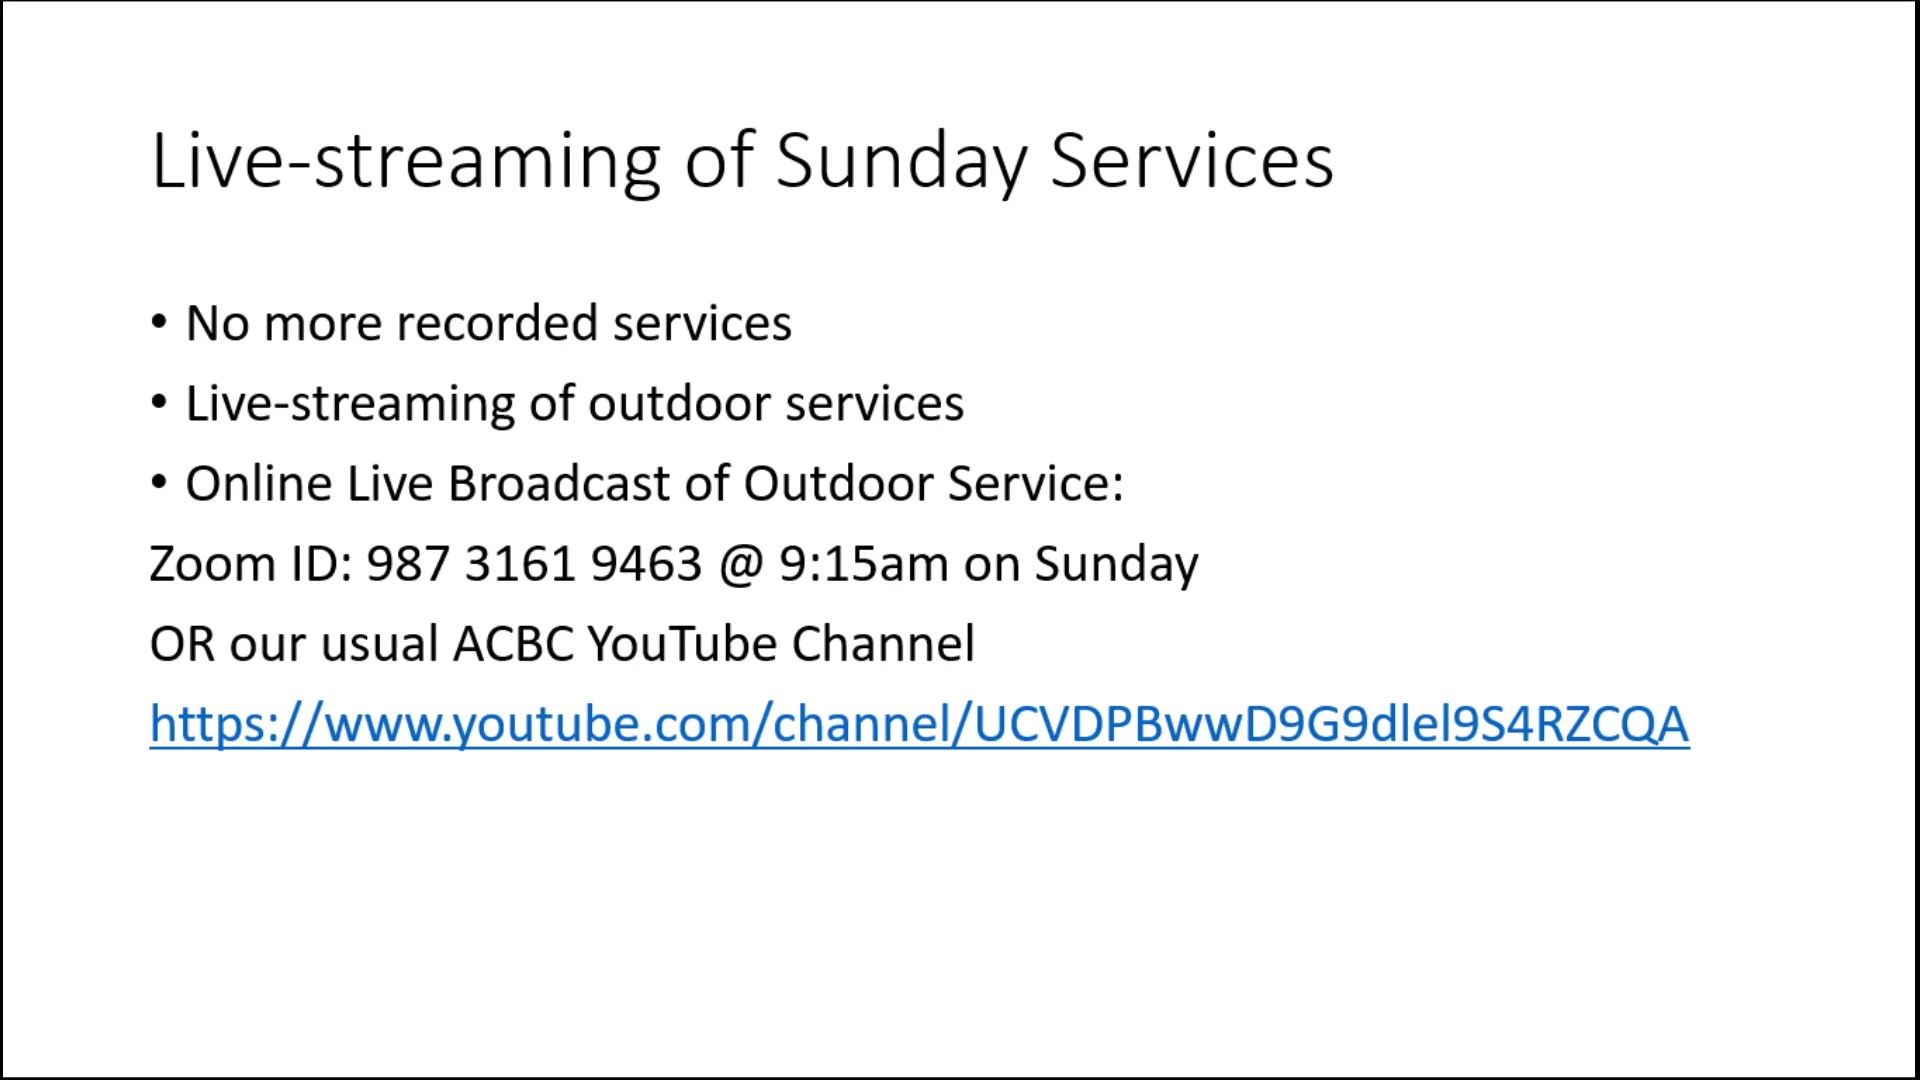 Live-streaming of Sunday Services
• No more recorded services
• Live-streaming of outdoor services
• Online Live Broadcast of Outdoor Service:
Zoom ID: 987 3161 9463 @ 9:15am on Sunday
OR our usual ACBC YouTube Channel
https://www.youtube.com/channel/UCVDPBwwD9G9dlel9S4RZCQA